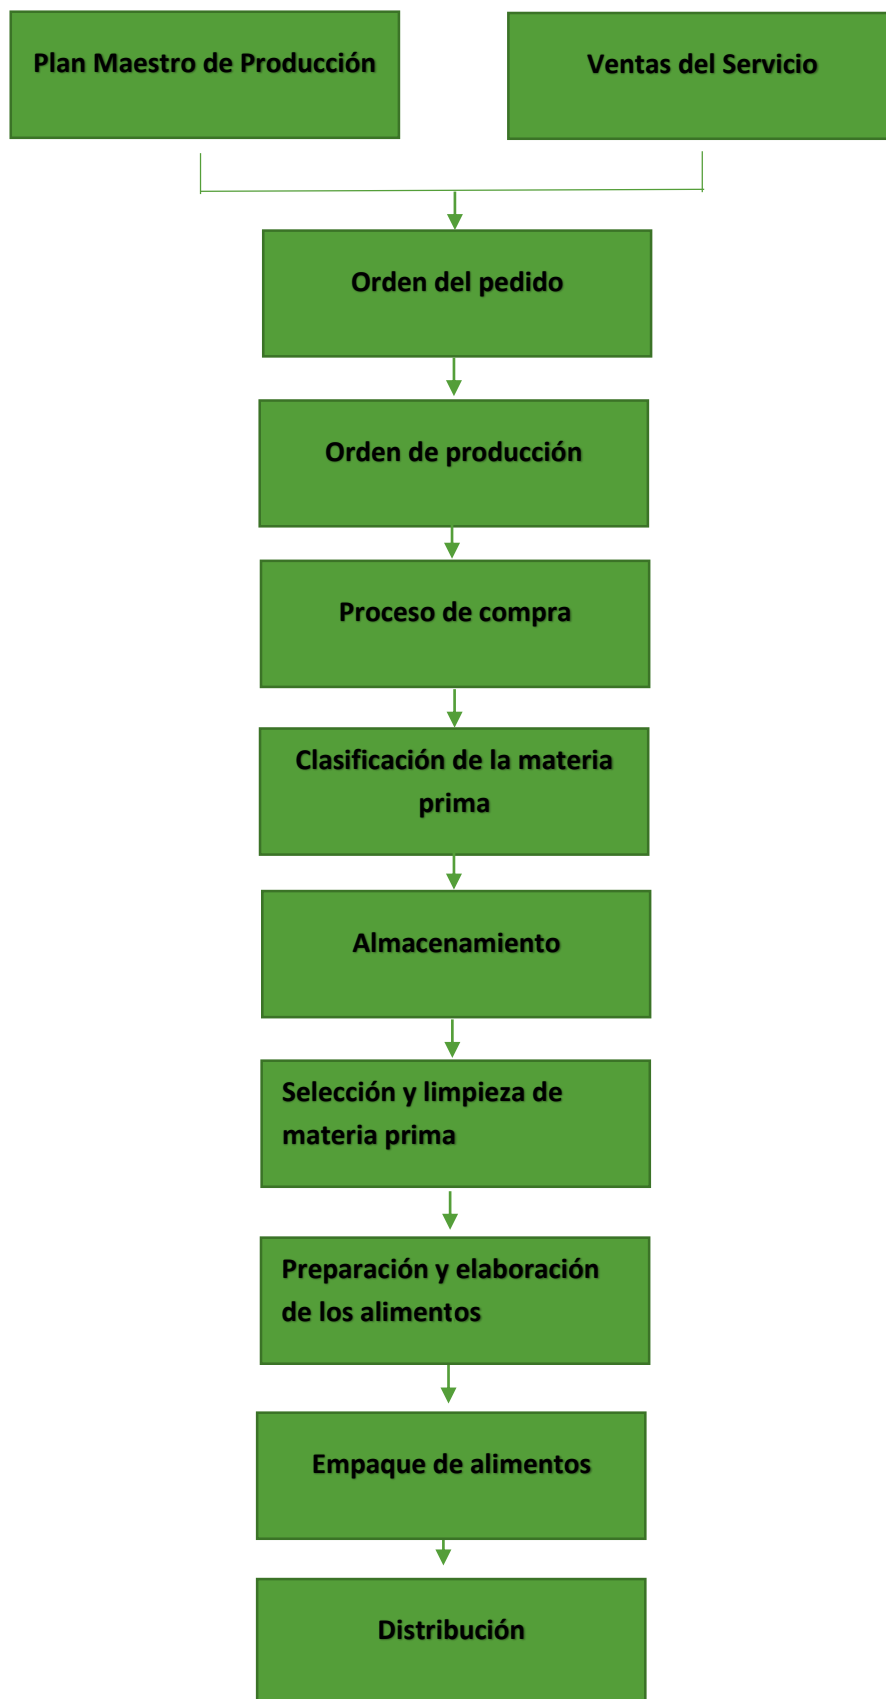 Plan Maestro de Producción
Ventas del Servicio
Orden del pedido
Orden de producción
Proceso de compra
Clasificación de la materia
prima
Almacenamiento
Selección y limpieza de
materia prima
Preparación y elaboración
de los alimentos
Empaque de alimentos
Distribución